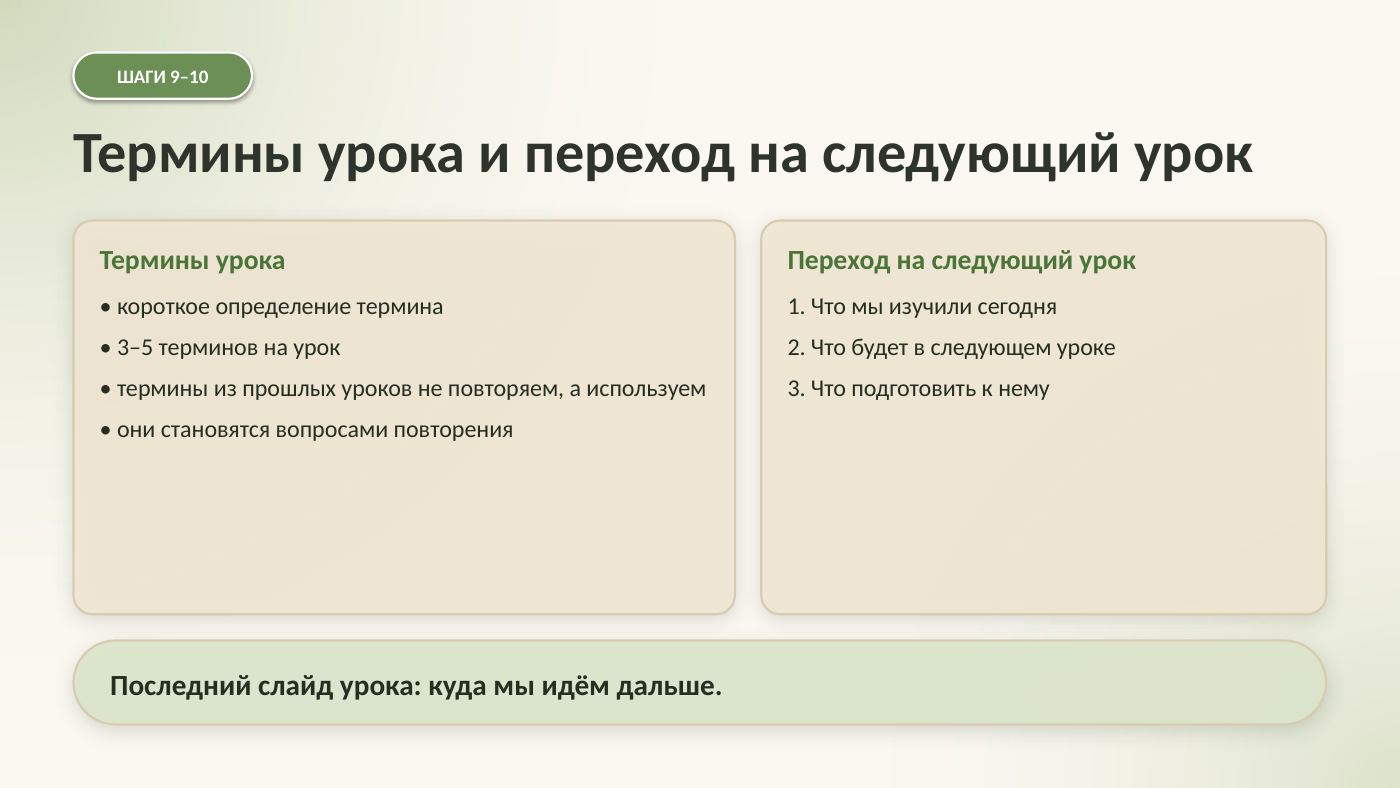 ШАГИ 9–10
Термины урока и переход на следующий урок
Термины урока
• короткое определение термина
• 3–5 терминов на урок
• термины из прошлых уроков не повторяем, а используем
• они становятся вопросами повторения
Переход на следующий урок
1. Что мы изучили сегодня
2. Что будет в следующем уроке
3. Что подготовить к нему
Последний слайд урока: куда мы идём дальше.